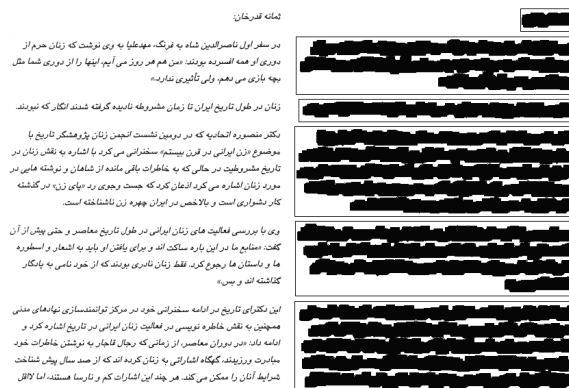 ثمانه قدرخان:
در سفر اول ناصرالدین شاه به فرنگ، مهدعلیا به وی نوشت که زنان حرم از
دوری او همه افسرده بودند: «من هم هر روز می آیم، اینها را از دوری شما مثل
بچه بازی می دهم، ولی تأثیری ندارد.»
زنان در طول تاریخ ایران تا زمان مشروطه نادیده گرفته شدند انگار که نبودند.
دکتر منصوره اتحادیه که در دومین نشست انجمن زنان پژوهشگر تاریخ با
موضوع «زن ایرانی در قرن بیستم» سخنرانی می کرد با اشاره به نقش زنان در
تاریخ مشروطیت در حالی که به خاطرات باقی مانده از شاهان و نوشته هایی در
مورد زنان اشاره می کرد اذعان کرد که جست وجوی رد «پای زن» در گذشته
کار دشواری است و بالاخص در ایران چهره زن ناشناخته است.
وی با بررسی فعالیت های زنان ایرانی در طول تاریخ معاصر و حتی پیش از آن
گفت: «منابع ما در این باره ساکت اند و برای یافتن او باید به اشعار و اسطوره
ها و داستان ها رجوع کرد. فقط زنان نادری بودند که از خود نامی به یادگار
گذاشته اند و بس.»
این دکترای تاریخ در ادامه سخنرانی خود در مرکز توانمندسازی نهادهای مدنی
همچنین به نقش خاطره نویسی در فعالیت زنان ایرانی در تاریخ اشاره کرد و
ادامه داد: «در دوران معاصر، از زمانی که رجال قاجار به نوشتن خاطرات خود
مبادرت ورزیدند، گهگاه اشاراتی به زنان کرده اند که از صد سال پیش شناخت
شرایط آنان را ممکن می کند. هر چند این اشارات کم و نارسا هستند، اما لااقل